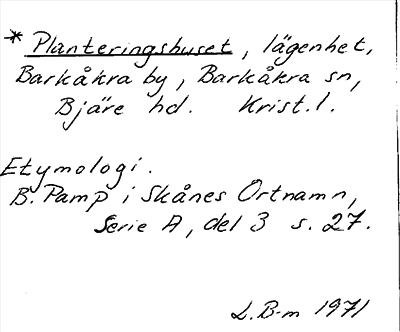 * Planteringshuset, lägenhet,
Barkåkra by, Barkåkra sn,
Bjäre hd. Krist. l.
Etymologi.
B. Pamp i Skånes Ortnamn,
Serie A, del 3 s. 27.
L. B-m 1971